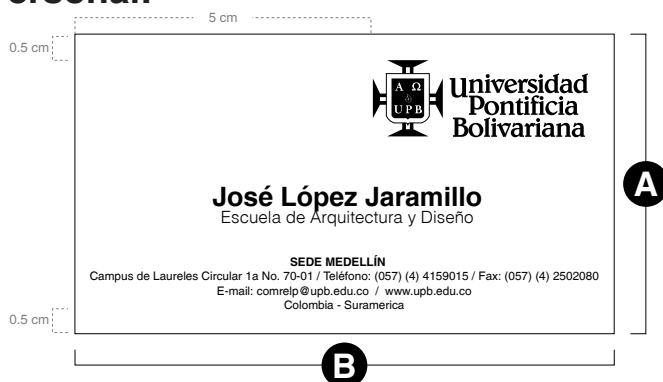 5 cm
0.5 cm
Α Ω
UPB
Universidad
Pontificia
Bolivariana
A
José López Jaramillo
Escuela de Arquitectura y Diseño
SEDE MEDELLÍN
Campus de Laureles Circular 1a No. 70-01 / Teléfono: (057) (4) 4159015 / Fax: (057) (4) 2502080
E-mail: comrelp@upb.edu.co / www.upb.edu.co
Colombia - Suramerica
0.5 cm
B